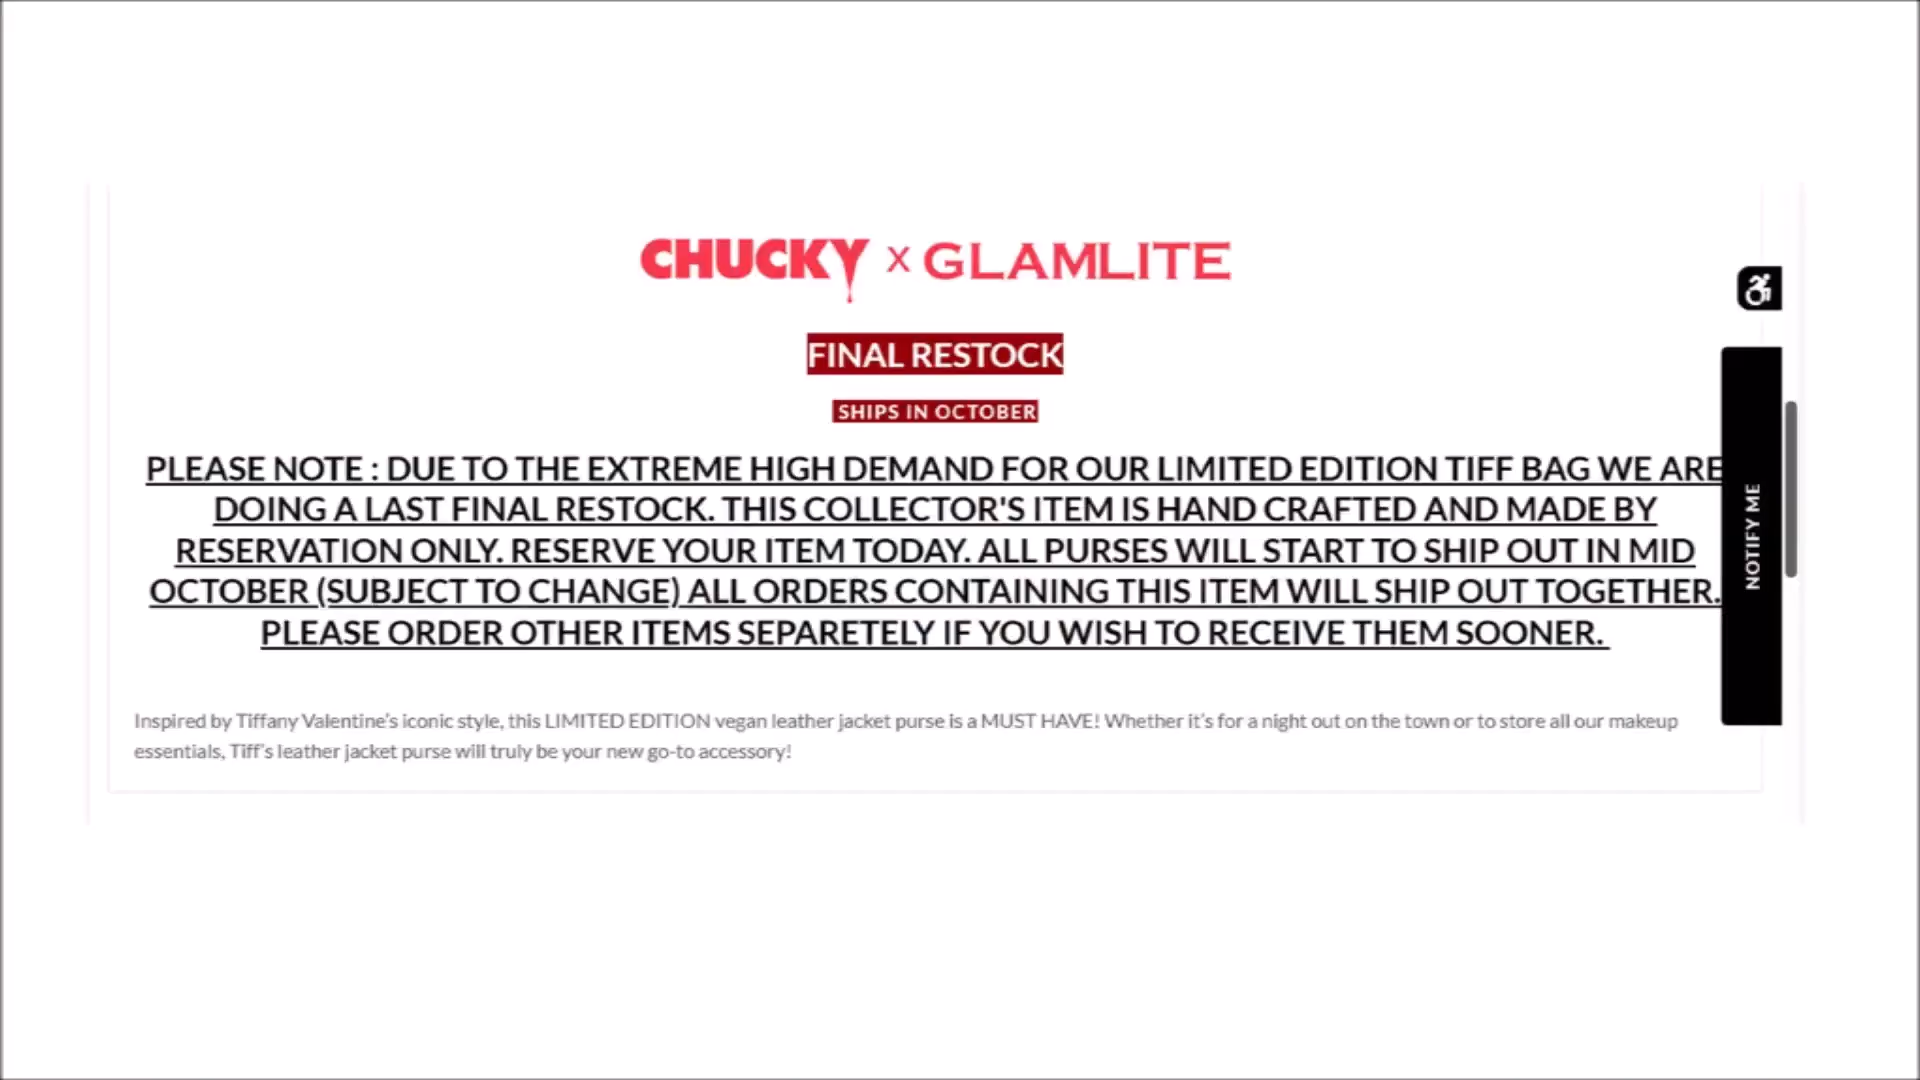 CHUCKY x GLAMLITE
FINAL RESTOCK
SHIPS IN OCTOBER
PLEASE NOTE : DUE TO THE EXTREME HIGH DEMAND FOR OUR LIMITED EDITION TIFF BAG WE ARE
DOING A LAST FINAL RESTOCK. THIS COLLECTOR'S ITEM IS HAND CRAFTED AND MADE BY
RESERVATION ONLY. RESERVE YOUR ITEM TODAY. ALL PURSES WILL START TO SHIP OUT IN MID
OCTOBER (SUBJECT TO CHANGE) ALL ORDERS CONTAINING THIS ITEM WILL SHIP OUT TOGETHER.
PLEASE ORDER OTHER ITEMS SEPARETELY IF YOU WISH TO RECEIVE THEM SOONER.
NOTIFY ME
Inspired by Tiffany Valentine's iconic style, this LIMITED EDITION vegan leather jacket purse is a MUST HAVE! Whether it's for a night out on the town or to store all our makeup
essentials, Tiff's leather jacket purse will truly be your new go-to accessory!